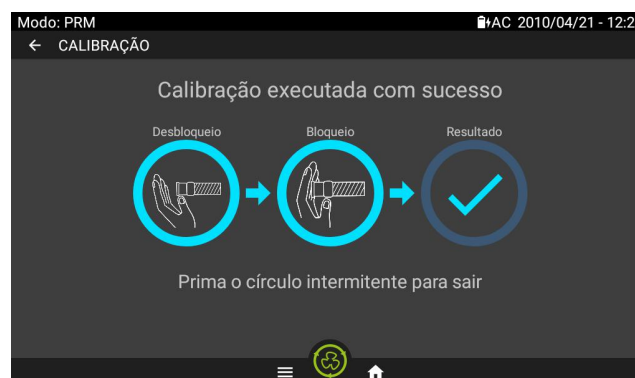 Modo: PRM
AC 2010/04/21 - 12:2
CALIBRAÇÃO
Calibração executada com sucesso
Desbloqueio
Bloqueio
Resultado
Prima o círculo intermitente para sair